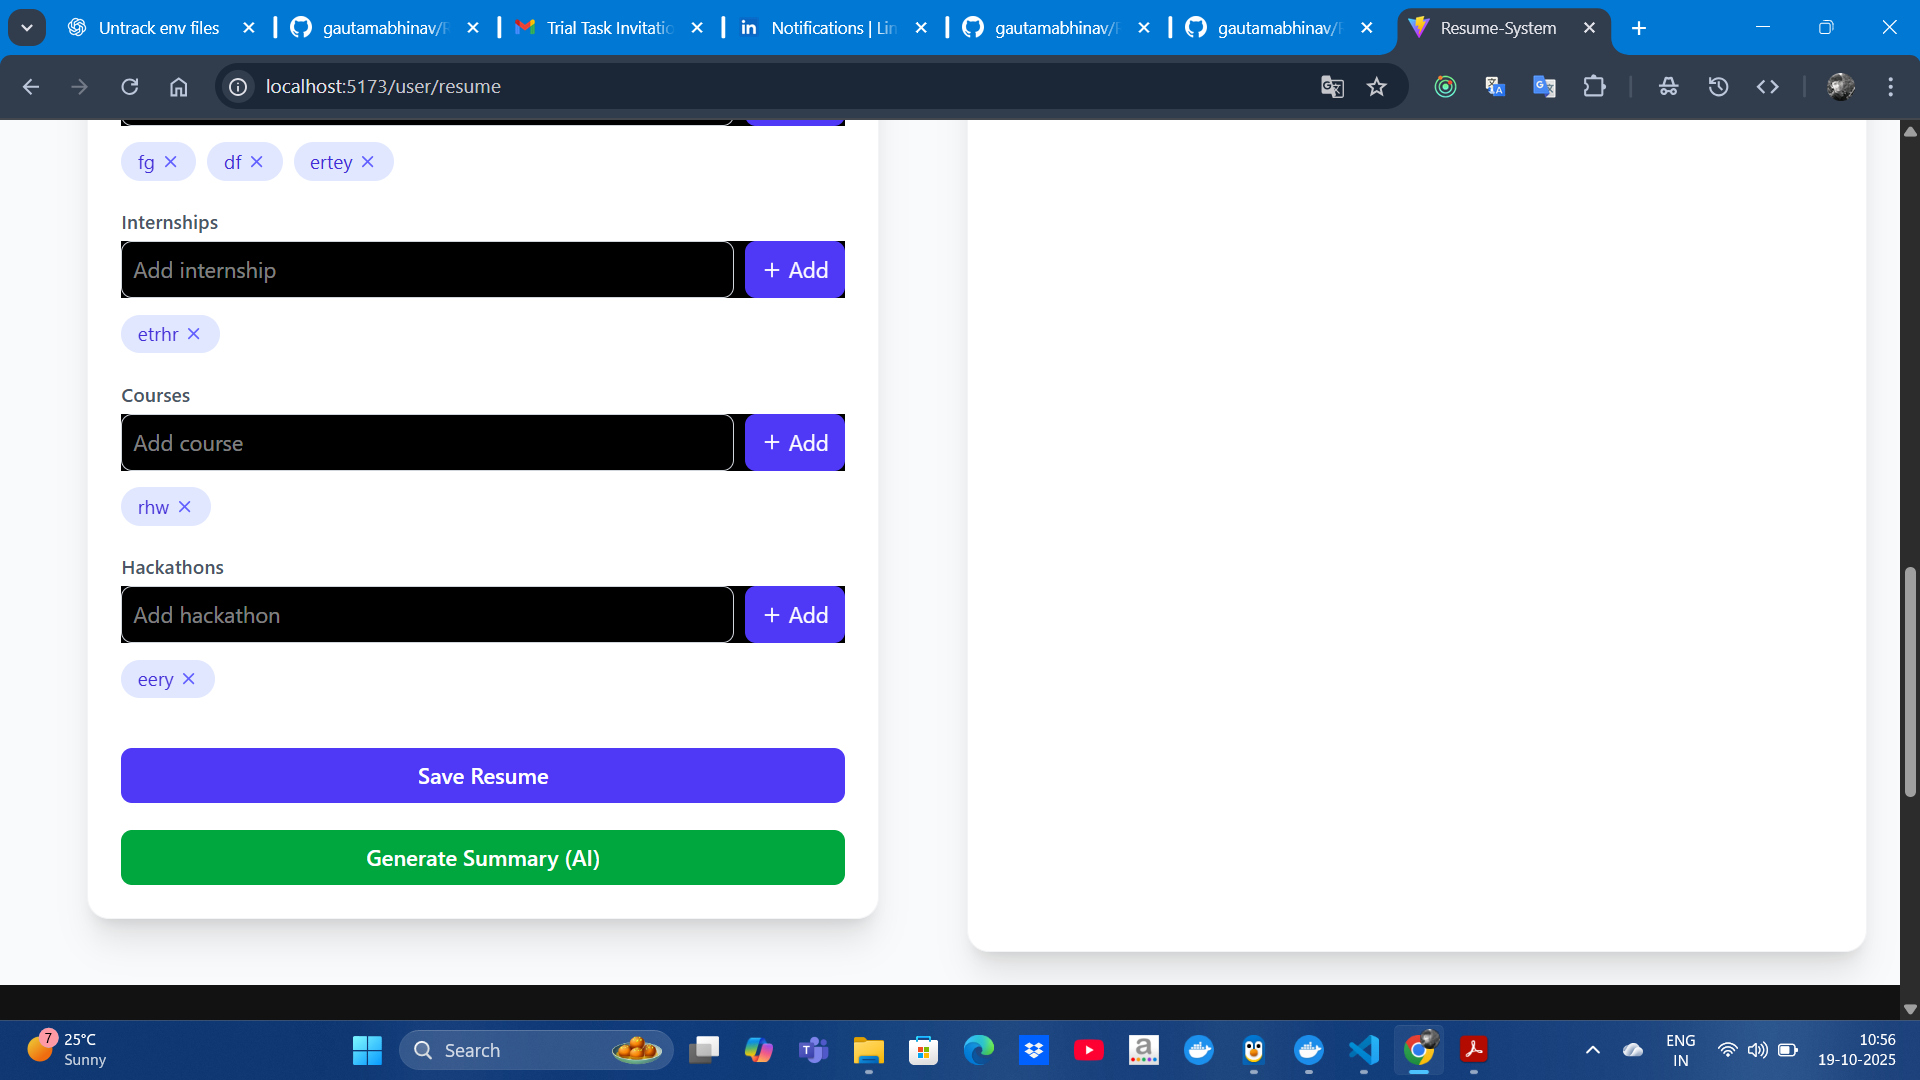 Untrack env files
gautamabhinav/R
Trial Task Invitatio
Notifications | Lin
gautamabhinav/
gautamabhinav/
Resume-System
localhost:5173/user/resume
fg
df
ertey
Internships
Add internship
+ Add
etrhr
Courses
Add course
+ Add
rhw
Hackathons
Add hackathon
+ Add
eery
Save Resume
Generate Summary (AI)
7
25°C
Sunny
Search
ENG
IN
10:56
19-10-2025